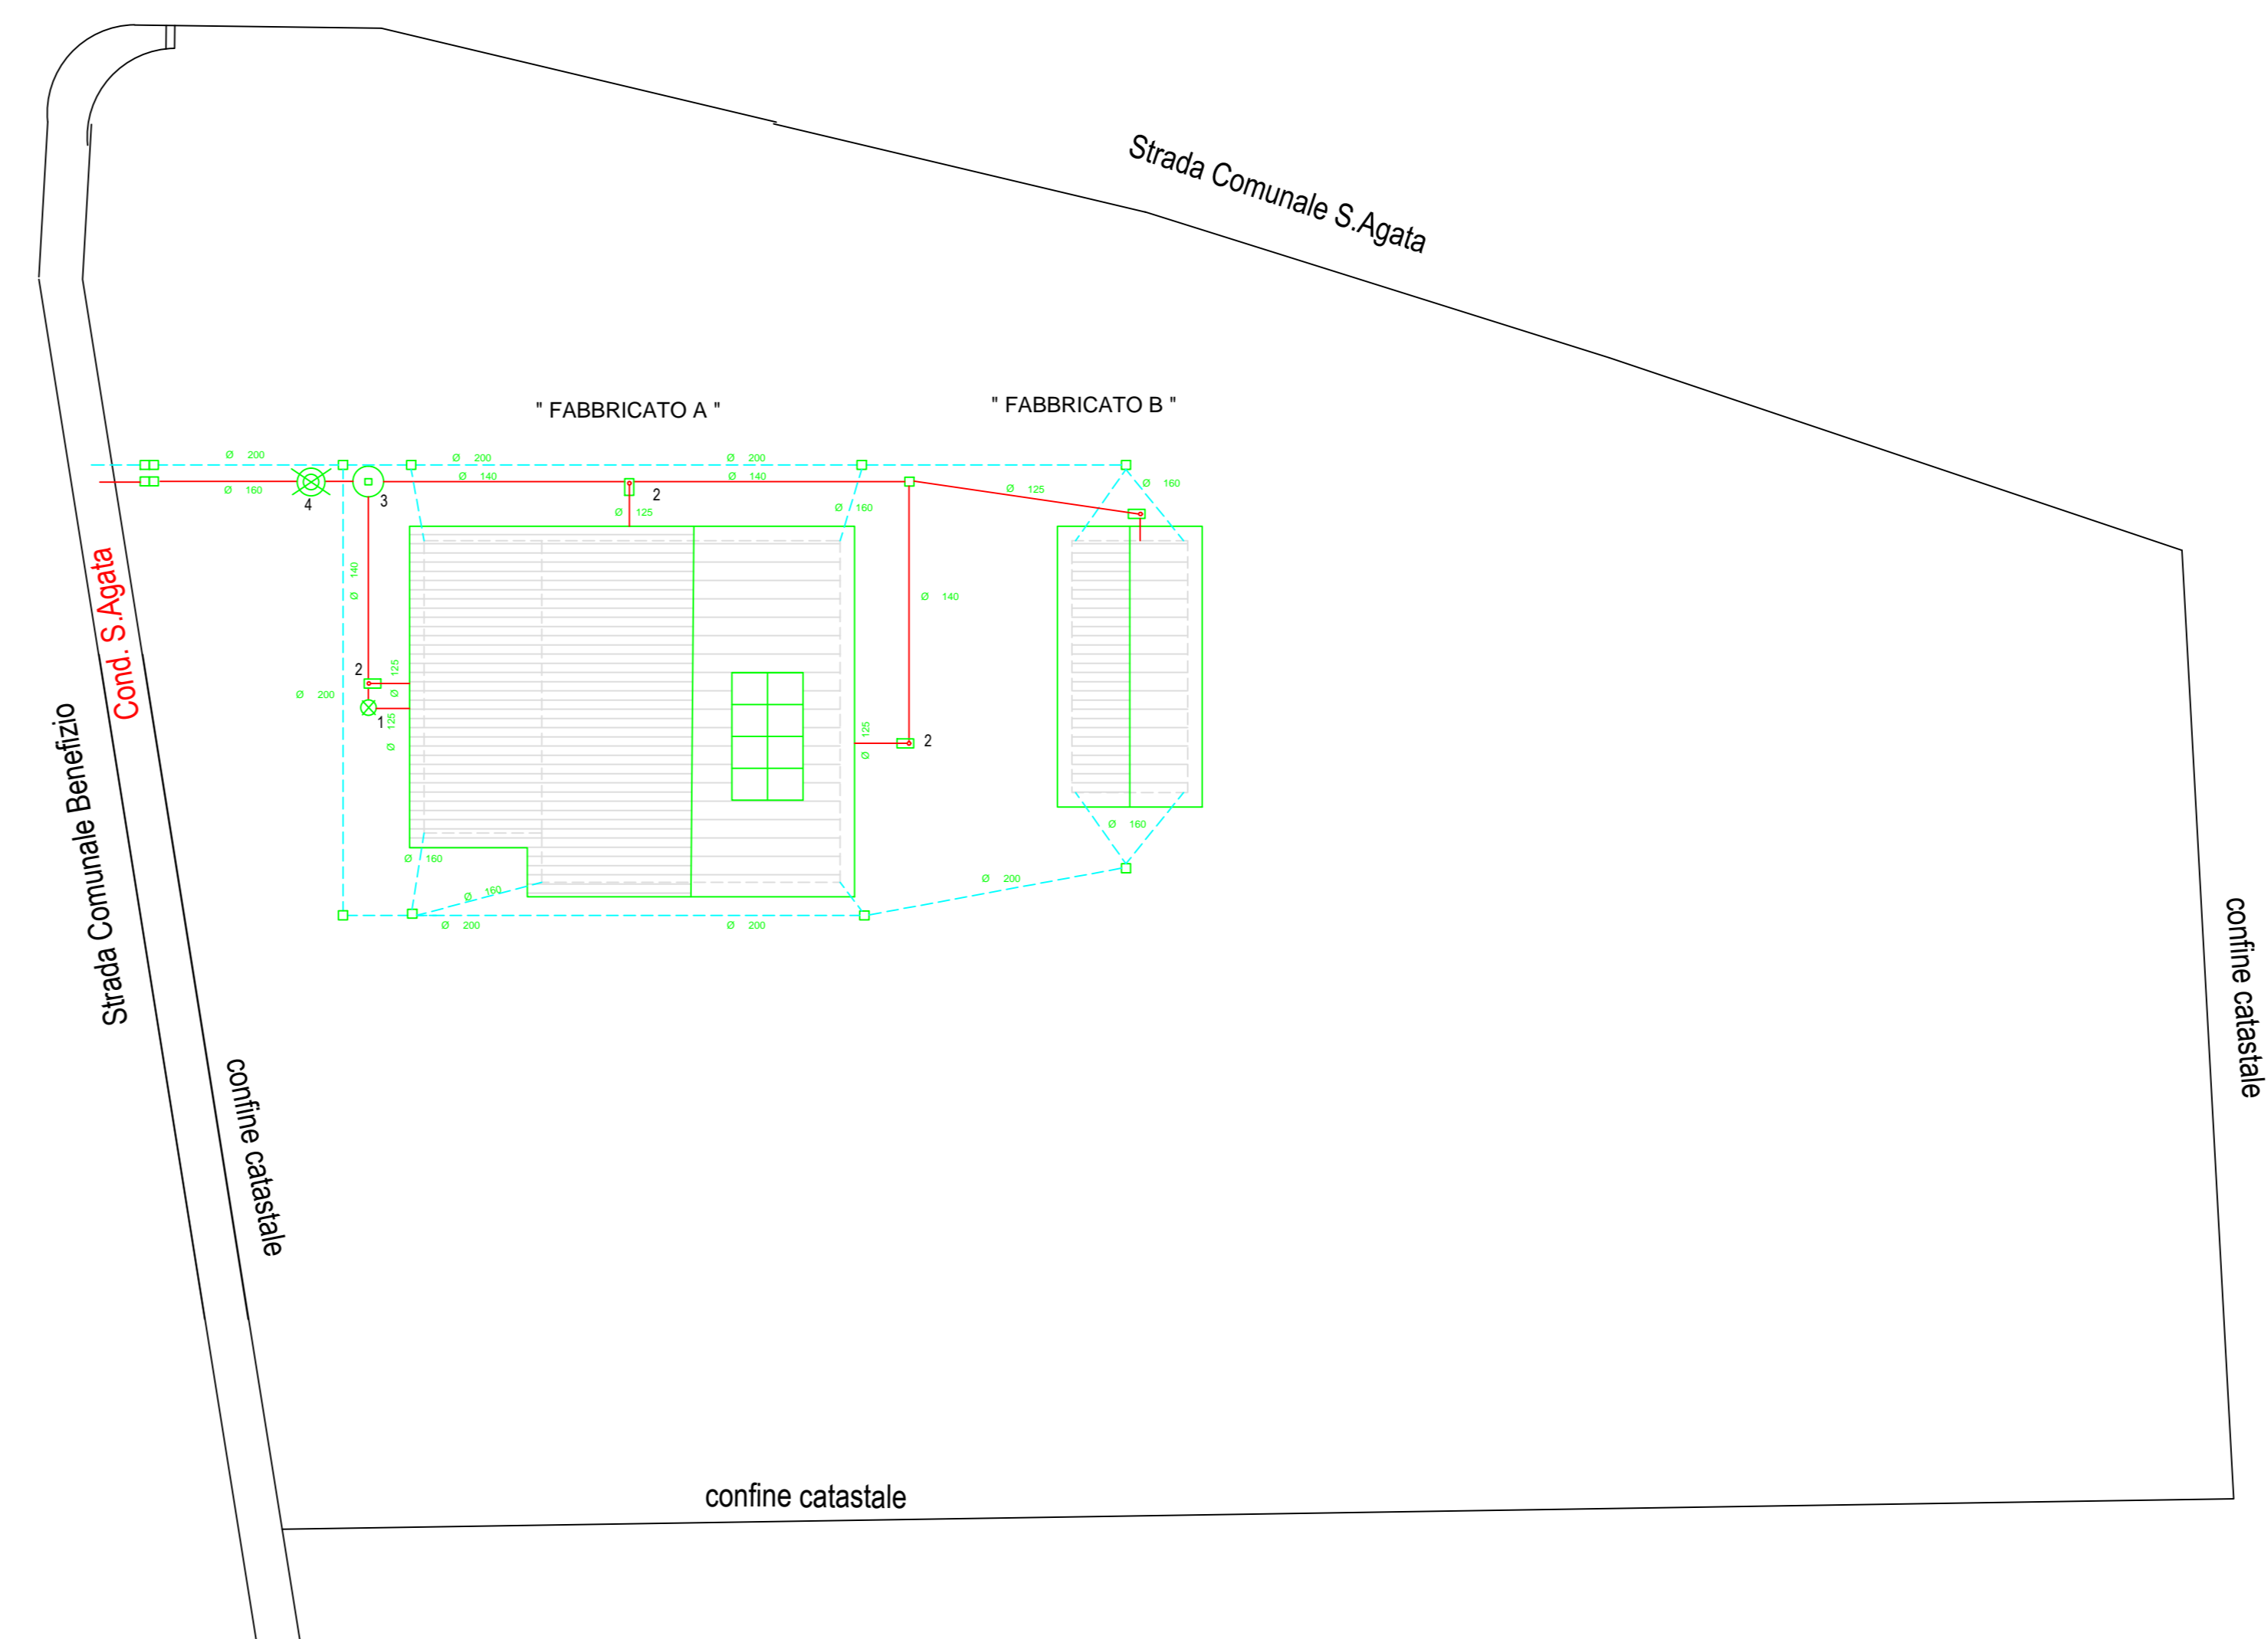 Strada Comunale S.Agata
" FABBRICATO A "
" FABBRICATO B "
Ø 200
Ø 200
Ø 200
Ø 160
Ø 140
Ø 140
Ø 125
Ø 160
4
3
2
Ø 125
Ø 160
Ø 140
Ø 140
Cond. S.Agata
2
Ø 125
Ø 200
1
Ø 125
Ø 125
2
Strada Comunale Benefizio
Ø 160
Ø 160
Ø 160
Ø 200
Ø 200
Ø 200
confine catastale
confine catastale
confine catastale